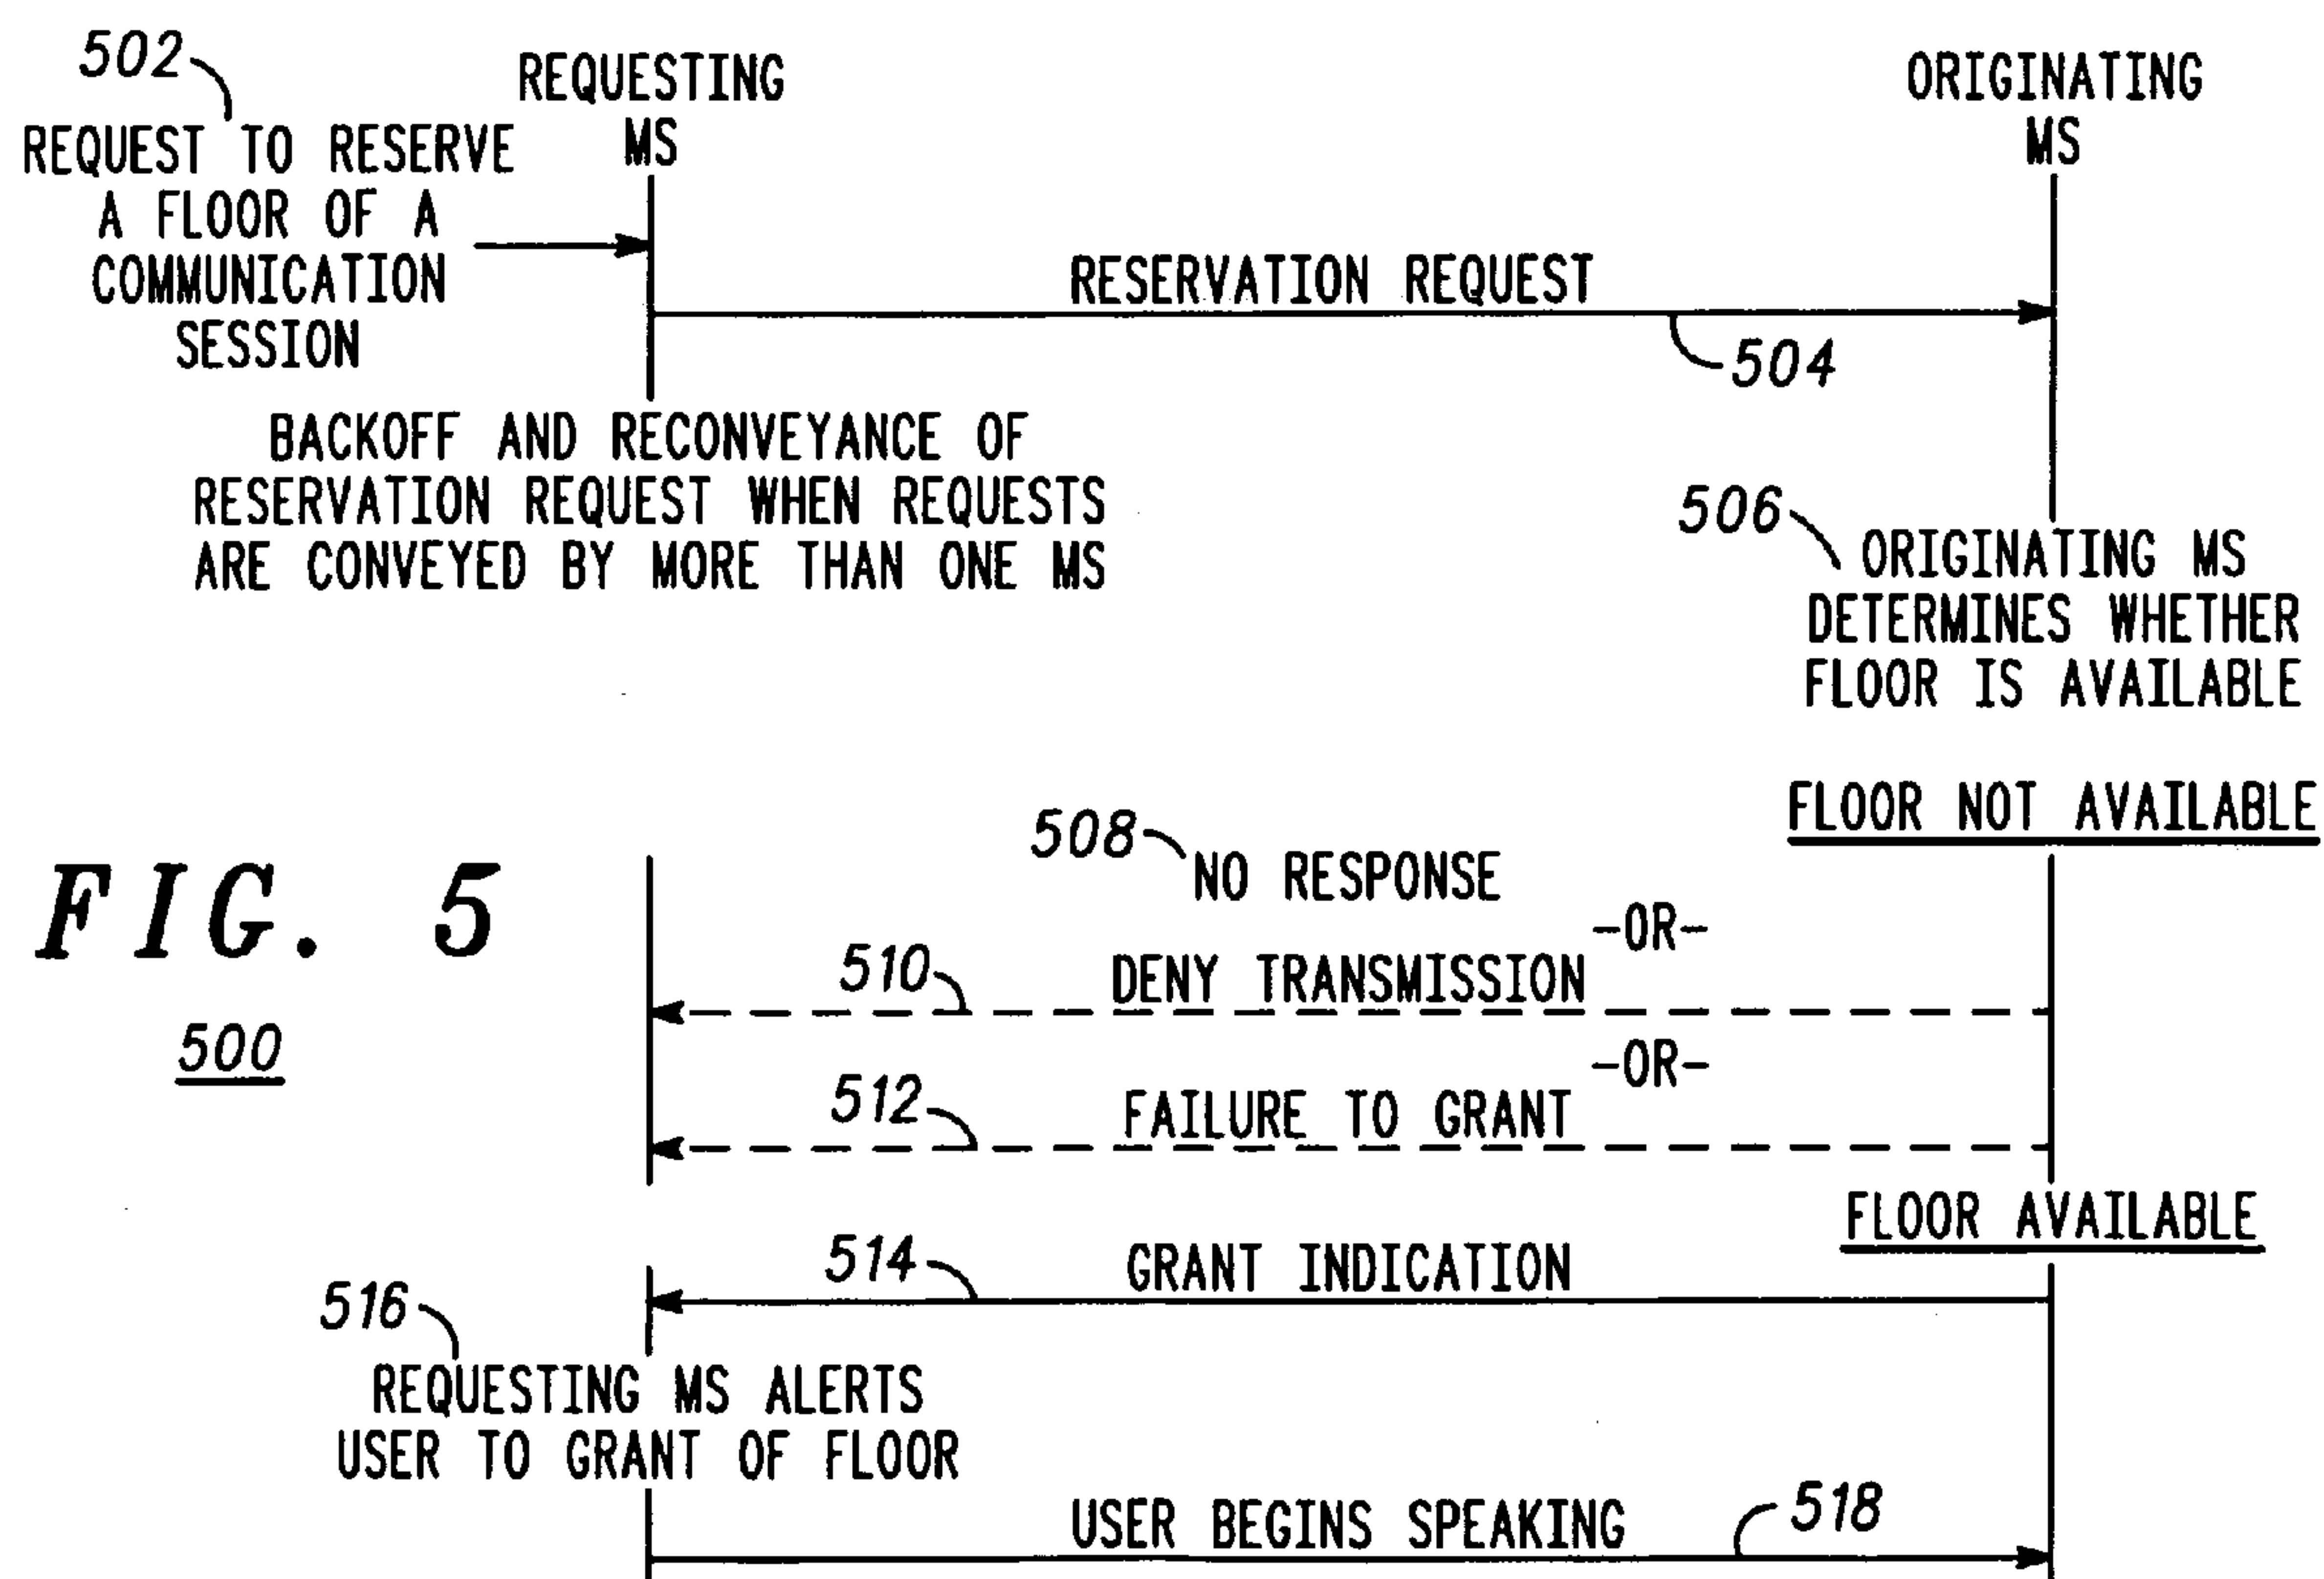 502
REQUESTING
MS
ORIGINATING
MS
REQUEST TO RESERVE
A FLOOR OF A
COMMUNICATION
SESSION
RESERVATION REQUEST
504
BACKOFF AND RECONVEYANCE OF
RESERVATION REQUEST WHEN REQUESTS
ARE CONVEYED BY MORE THAN ONE MS
506
ORIGINATING MS
DETERMINES WHETHER
FLOOR IS AVAILABLE
FLOOR NOT AVAILABLE
508
NO RESPONSE
-OR-
FIG. 5
510
DENY TRANSMISSION
500
-OR-
512
FAILURE TO GRANT
FLOOR AVAILABLE
514
GRANT INDICATION
516
REQUESTING MS ALERTS
USER TO GRANT OF FLOOR
USER BEGINS SPEAKING
518